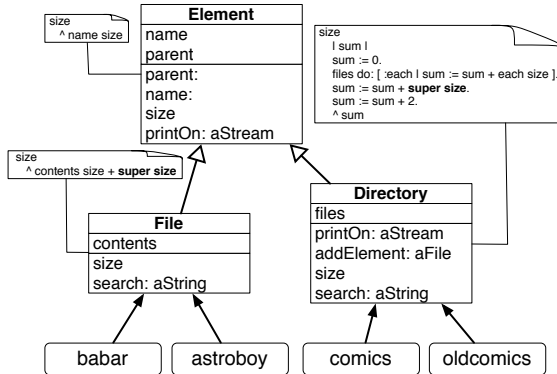 size
^ name size
Element
name
parent
parent:
name:
size
printOn: aStream
size
| sum |
sum := 0.
files do: [ :each | sum := sum + each size ].
sum := sum + super size.
sum := sum + 2.
^ sum
size
^ contents size + super size
File
contents
size
search: aString
Directory
files
printOn: aStream
addElement: aFile
size
search: aString
babar
astroboy
comics
oldcomics